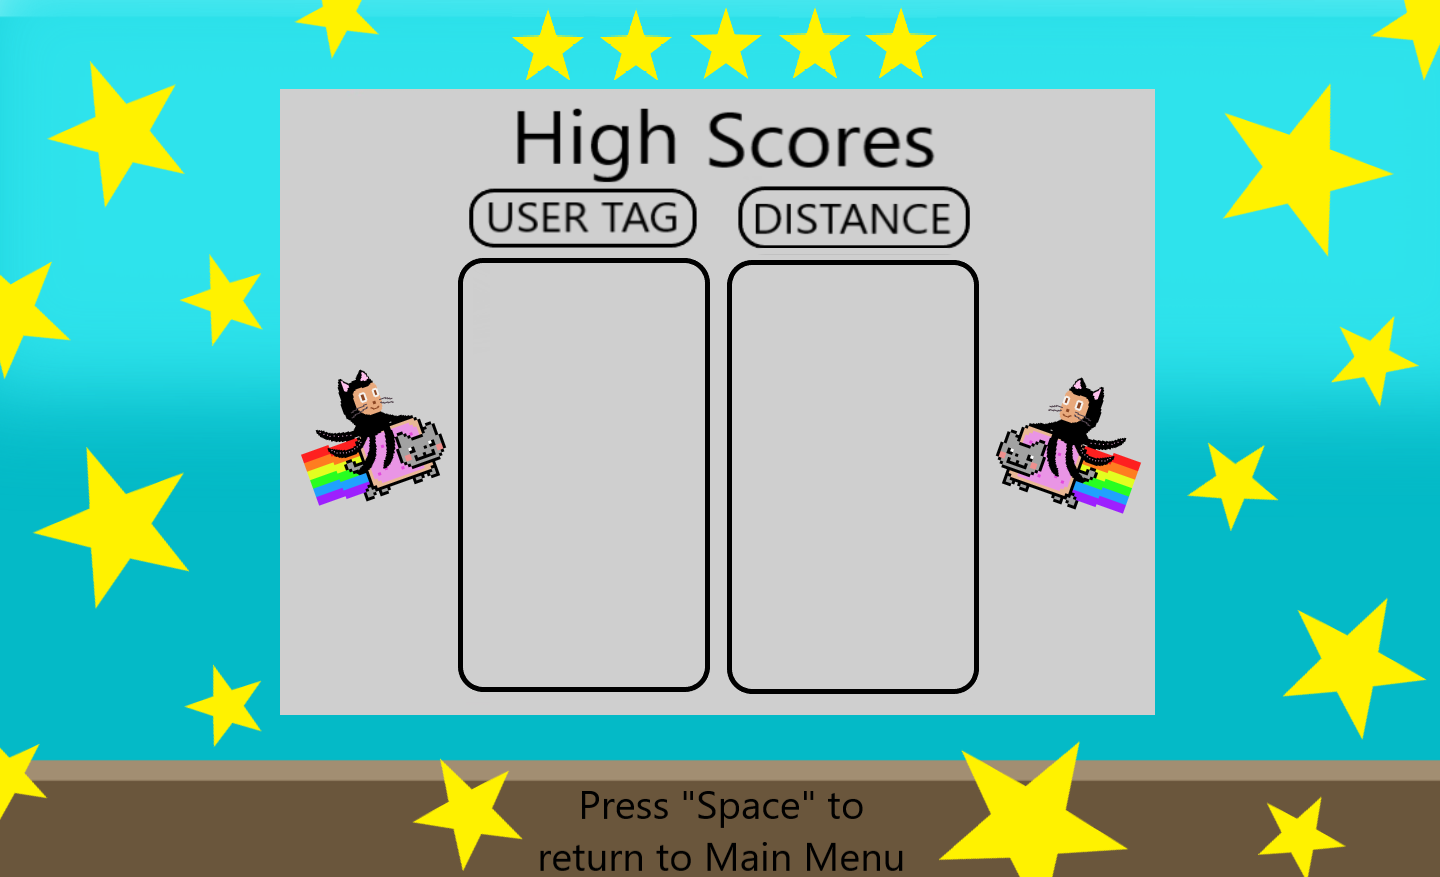 High Scores
USER TAG DISTANCE
Press "Space" to
return to Main Menu